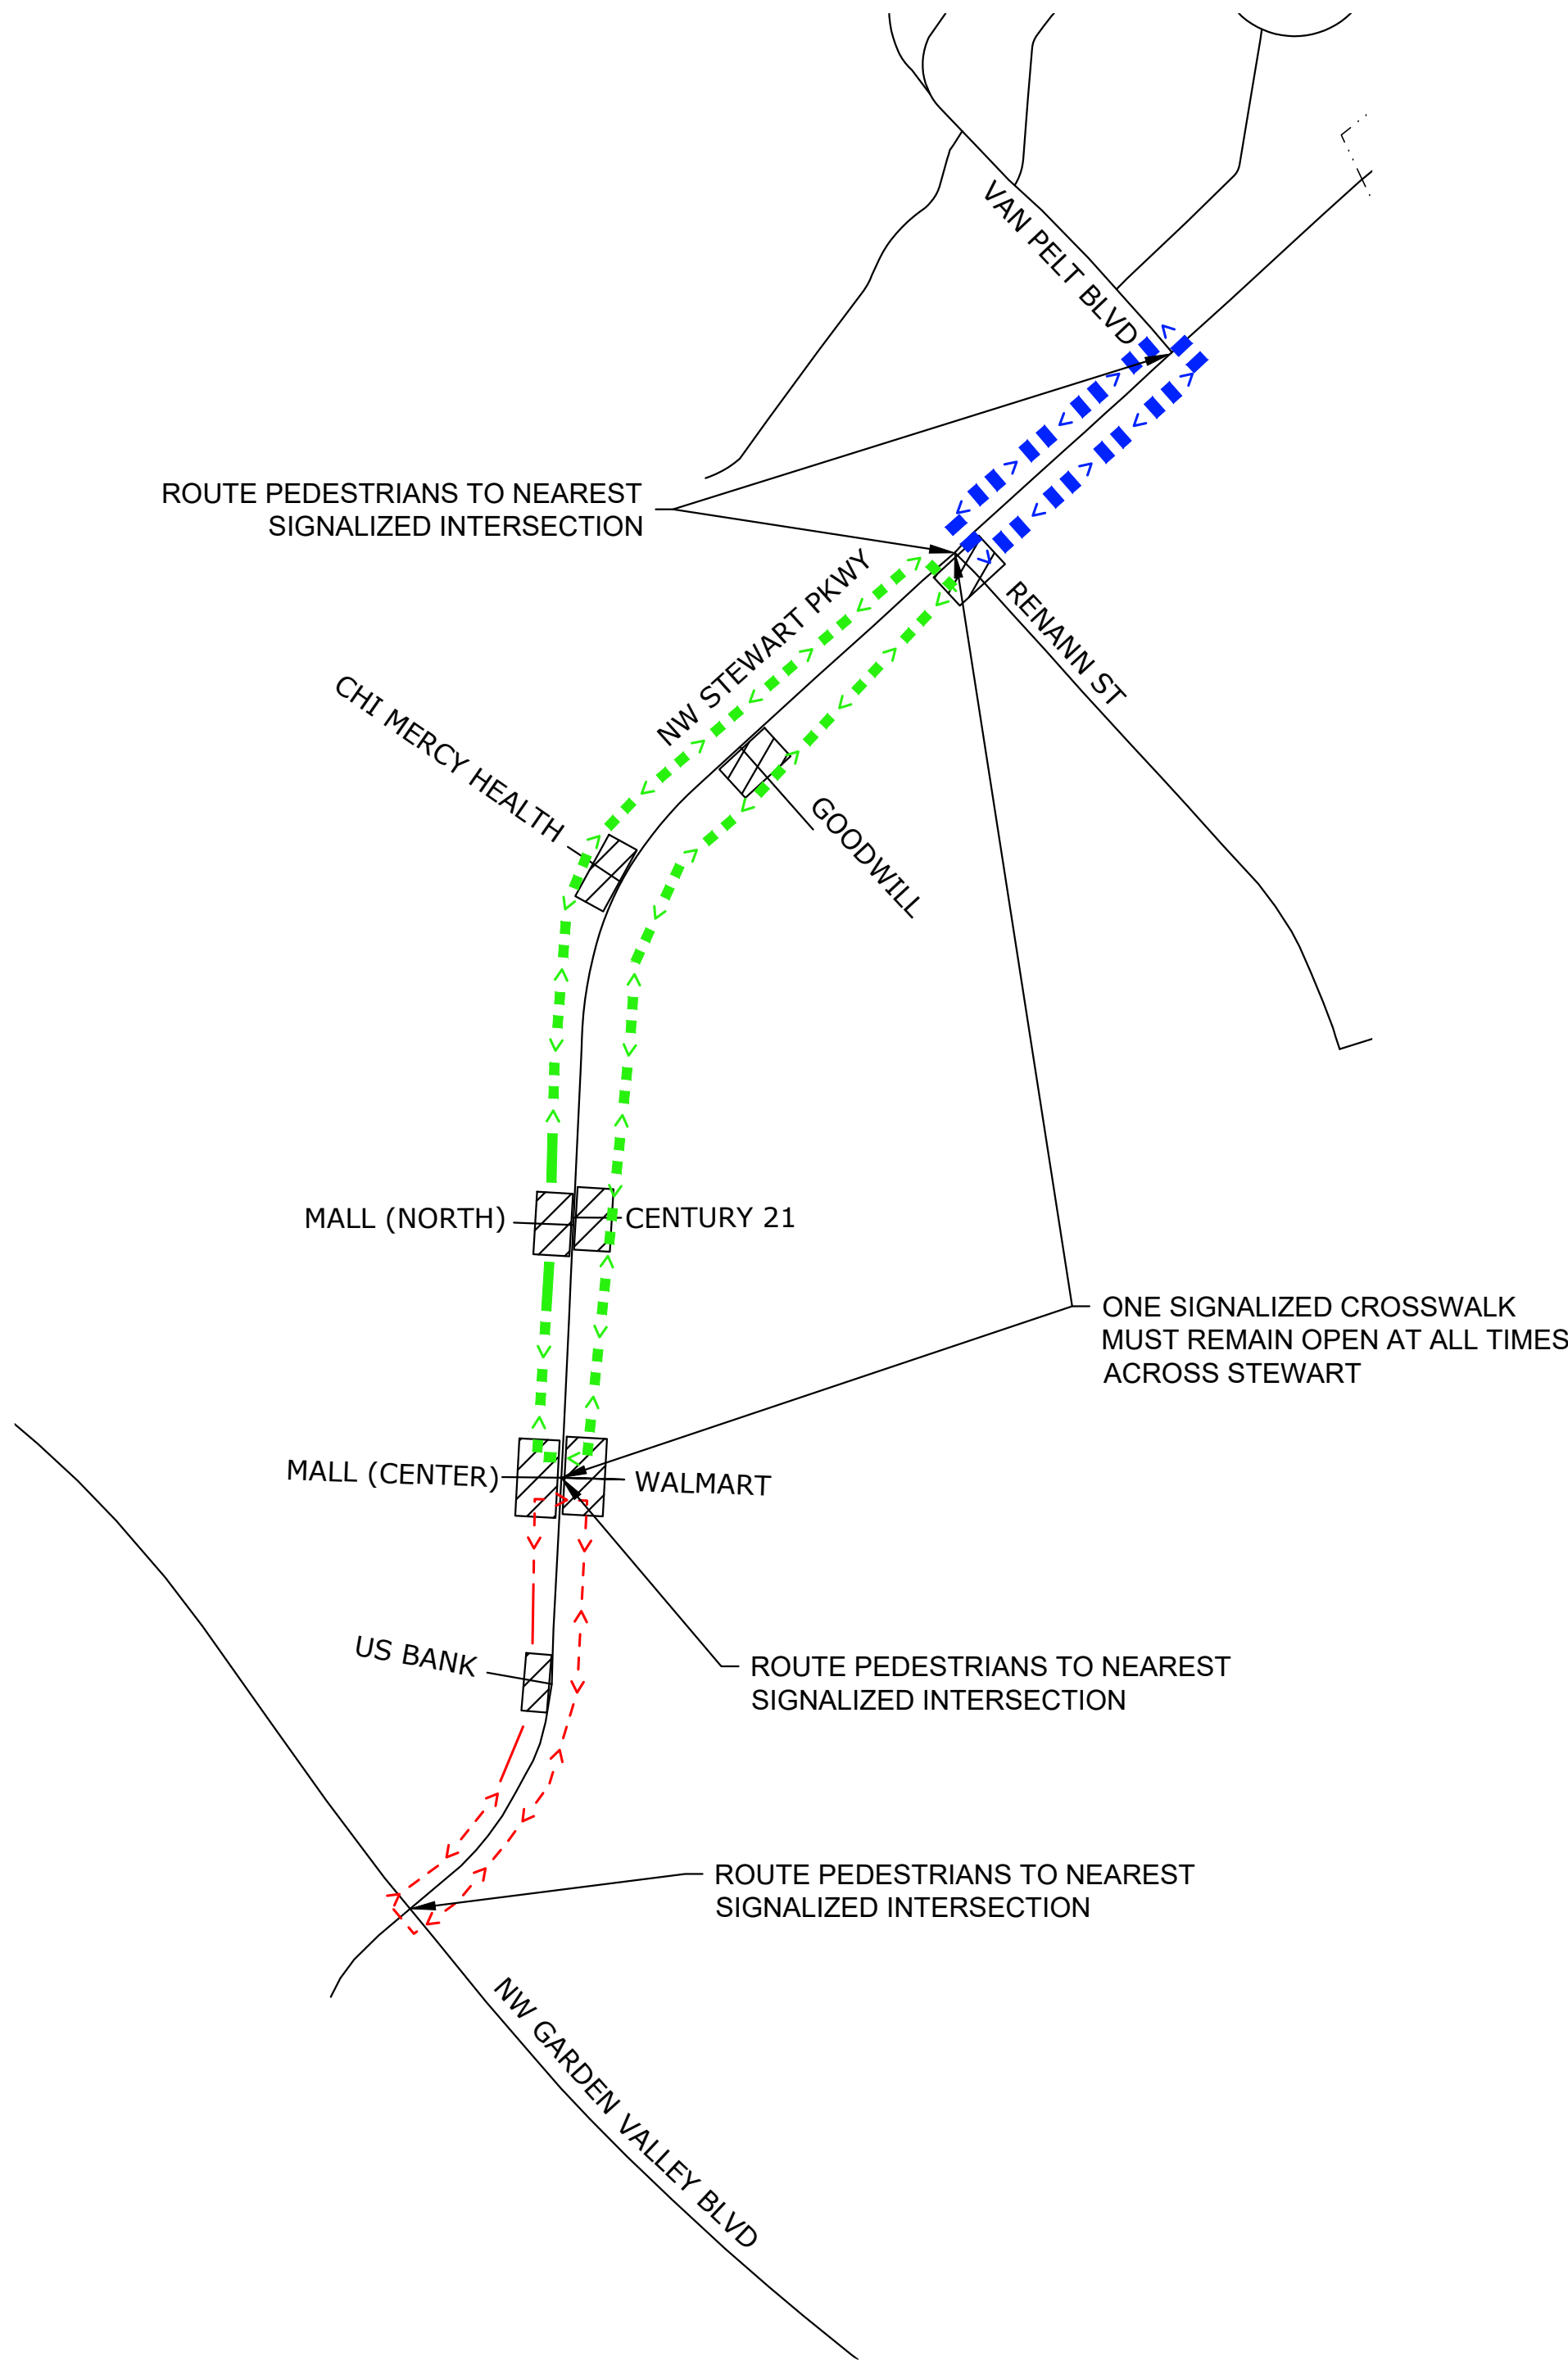 VAN PELT BLVD
ROUTE PEDESTRIANS TO NEAREST
SIGNALIZED INTERSECTION
NW STEWART PKWY
RENANN ST
CHI MERCY HEALTH
GOODWILL
MALL (NORTH)
CENTURY 21
ONE SIGNALIZED CROSSWALK
MUST REMAIN OPEN AT ALL TIMES
ACROSS STEWART
MALL (CENTER)
WALMART
US BANK
ROUTE PEDESTRIANS TO NEAREST
SIGNALIZED INTERSECTION
ROUTE PEDESTRIANS TO NEAREST
SIGNALIZED INTERSECTION
NW GARDEN VALLEY BLVD